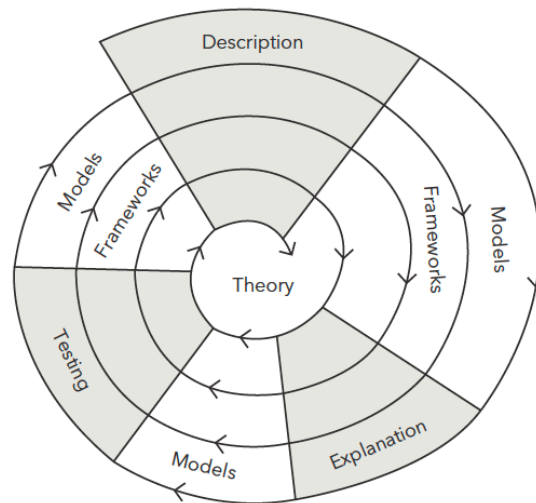 Description
Models
Frameworks
Frameworks
Models
Theory
Testing
Models
Explanation